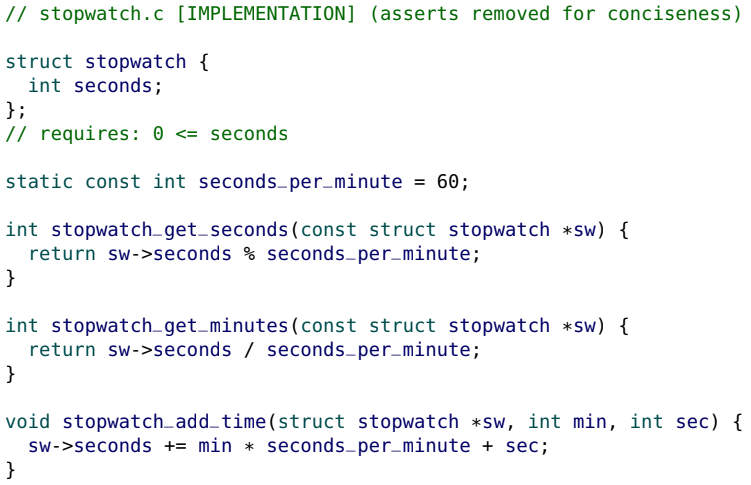 // stopwatch.c [IMPLEMENTATION] (asserts removed for conciseness)
struct stopwatch {
  int seconds;
};
// requires: 0 <= seconds
static const int seconds_per_minute = 60;
int stopwatch_get_seconds(const struct stopwatch *sw) {
  return sw->seconds % seconds_per_minute;
}
int stopwatch_get_minutes(const struct stopwatch *sw) {
  return sw->seconds / seconds_per_minute;
}
void stopwatch_add_time(struct stopwatch *sw, int min, int sec) {
  sw->seconds += min * seconds_per_minute + sec;
}